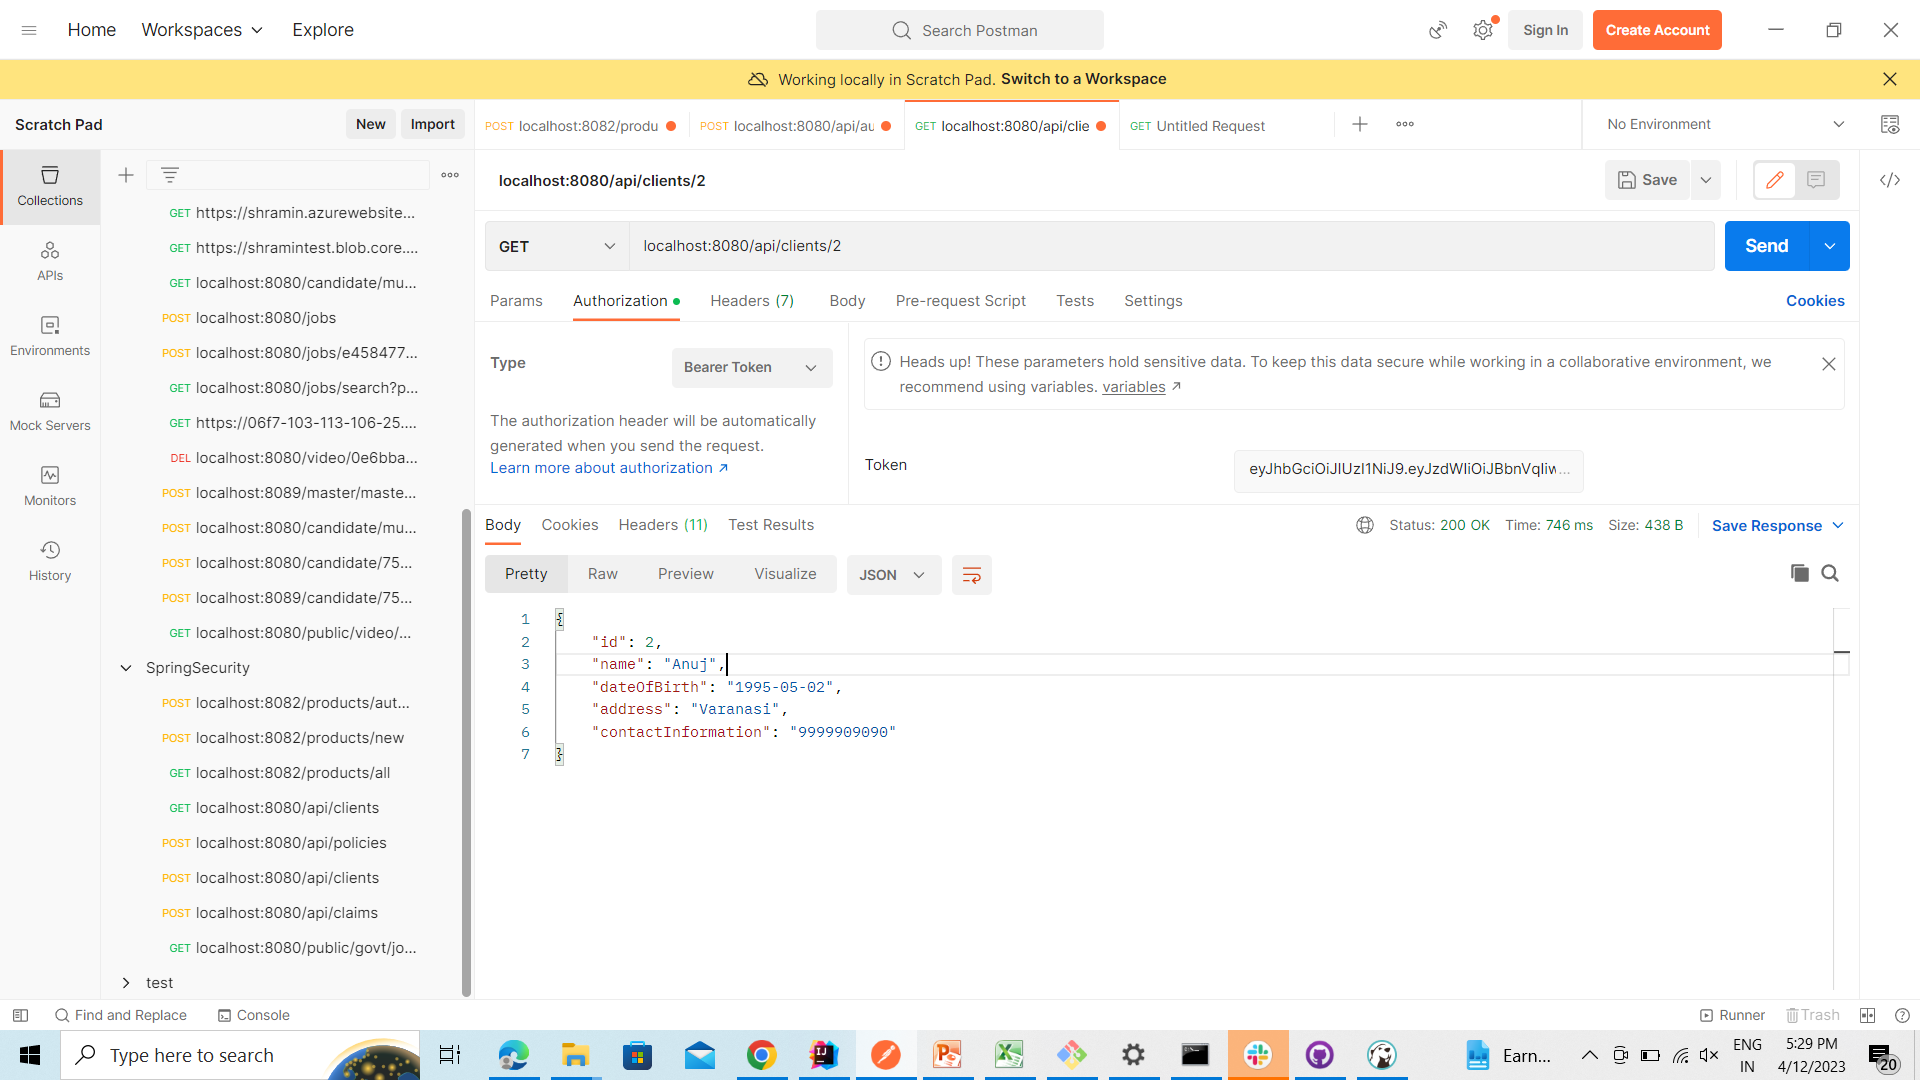 Home Workspaces Explore Search Postman Sign In Create Account
Working locally in Scratch Pad. Switch to a Workspace
Scratch Pad New Import
POST localhost:8082/produ POST localhost:8080/api/au GET localhost:8080/api/clie GET Untitled Request No Environment
Collections
APIs
Environments
Mock Servers
Monitors
History
GET https://shramin.azurewebsite...
GET https://shramintest.blob.core....
GET localhost:8080/candidate/mu...
POST localhost:8080/jobs
POST localhost:8080/jobs/e458477...
GET localhost:8080/jobs/search?p...
GET https://06f7-103-113-106-25....
DEL localhost:8080/video/0e6bba...
POST localhost:8089/master/maste...
POST localhost:8080/candidate/mu...
POST localhost:8080/candidate/75...
POST localhost:8089/candidate/75...
GET localhost:8080/public/video/...
SpringSecurity
POST localhost:8082/products/aut...
POST localhost:8082/products/new
GET localhost:8082/products/all
GET localhost:8080/api/clients
POST localhost:8080/api/policies
POST localhost:8080/api/clients
POST localhost:8080/api/claims
GET localhost:8080/public/govt/jo...
test
localhost:8080/api/clients/2 Save
GET localhost:8080/api/clients/2 Send
Params Authorization Headers (7) Body Pre-request Script Tests Settings Cookies
Type Bearer Token
The authorization header will be automatically
generated when you send the request.
Learn more about authorization ↗
Heads up! These parameters hold sensitive data. To keep this data secure while working in a collaborative environment, we
recommend using variables. variables ↗
Token eyJhbGciOiJIUzI1NiJ9.eyJzdWIiOiJBbnVqIiw...
Body Cookies Headers (11) Test Results Status: 200 OK Time: 746 ms Size: 438 B Save Response
Pretty Raw Preview Visualize JSON
1 {
2 "id": 2,
3 "name": "Anuj",
4 "dateOfBirth": "1995-05-02",
5 "address": "Varanasi",
6 "contactInformation": "9999909090"
7 }
Find and Replace Console Runner Trash
Type here to search Earn... ENG IN 5:29 PM 4/12/2023 20